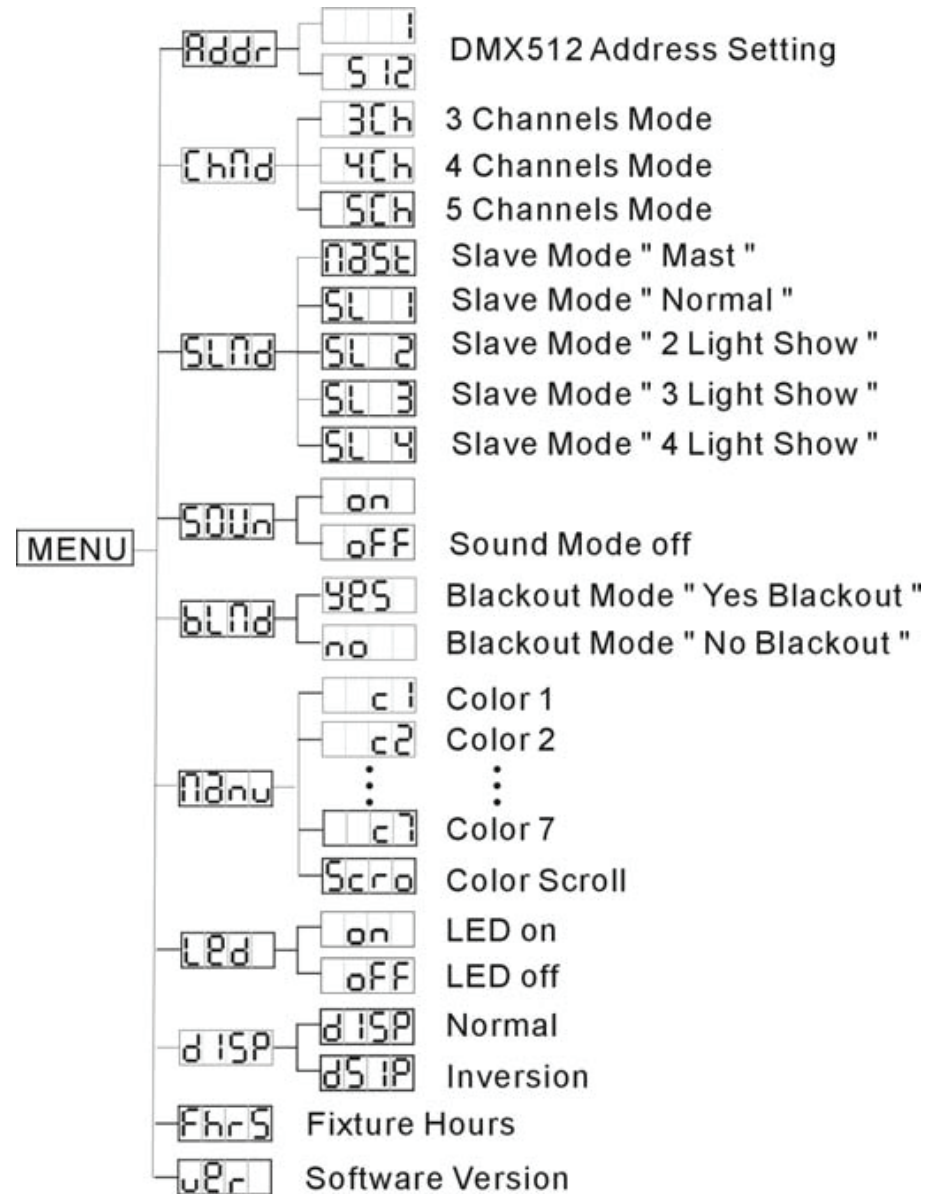 1
Addr DMX512 Address Setting
512
3Ch 3 Channels Mode
ChMd 4Ch 4 Channels Mode
5Ch 5 Channels Mode
MaSt Slave Mode " Mast "
SL 1 Slave Mode " Normal "
SLMd SL 2 Slave Mode " 2 Light Show "
SL 3 Slave Mode " 3 Light Show "
SL 4 Slave Mode " 4 Light Show "
on
SOUn
MENU oFF Sound Mode off
yes Blackout Mode " Yes Blackout "
bLMd
no Blackout Mode " No Blackout "
c1 Color 1
c2 Color 2
Manu
c7 Color 7
Scro Color Scroll
on LED on
Led
oFF LED off
dISP Normal
dISP
dSIP Inversion
FhrS Fixture Hours
ver Software Version